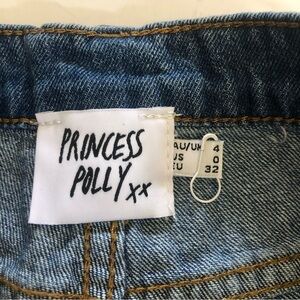 PRINCESS
POLLY xx
AU/UK 4
US 0
EU 32